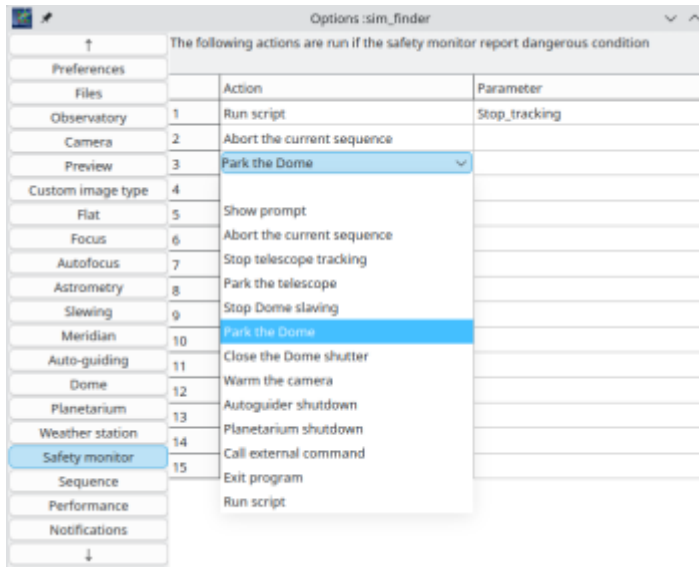 Options :sim_finder
↑
Preferences
Files
Observatory
Camera
Preview
Custom image type
Flat
Focus
Autofocus
Astrometry
Slewing
Meridian
Auto-guiding
Dome
Planetarium
Weather station
Safety monitor
Sequence
Performance
Notifications
↓
The following actions are run if the safety monitor report dangerous condition
Action Parameter
1 Run script Stop_tracking
2 Abort the current sequence
3 Park the Dome
4
5
6
7
8
9
10
11
12
13
14
15
Show prompt
Abort the current sequence
Stop telescope tracking
Park the telescope
Stop Dome slaving
Park the Dome
Close the Dome shutter
Warm the camera
Autoguider shutdown
Planetarium shutdown
Call external command
Exit program
Run script